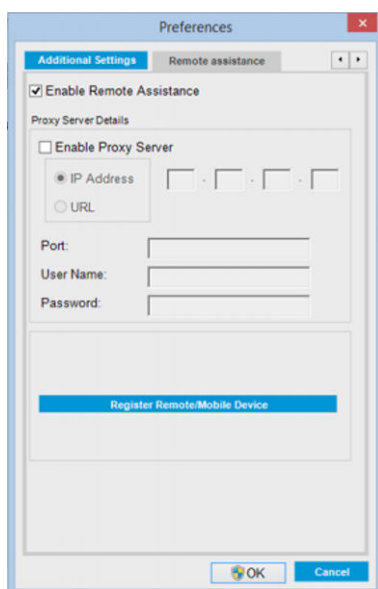 Preferences
Additional Settings
Remote assistance
Enable Remote Assistance
Proxy Server Details
Enable Proxy Server
IP Address
URL
Port:
User Name:
Password:
Register Remote/Mobile Device
OK
Cancel